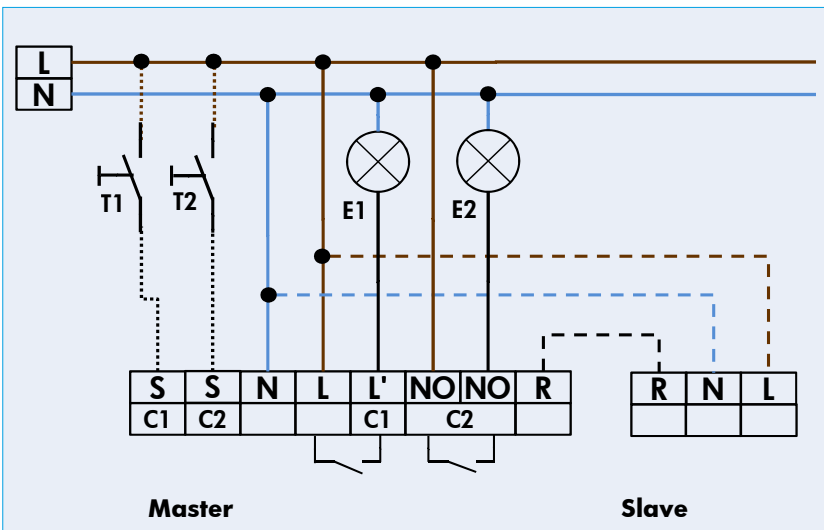 L
N
T1 T2 E1 E2
S S N L L' NO NO R R N L
C1 C2 C1 C2
Master Slave